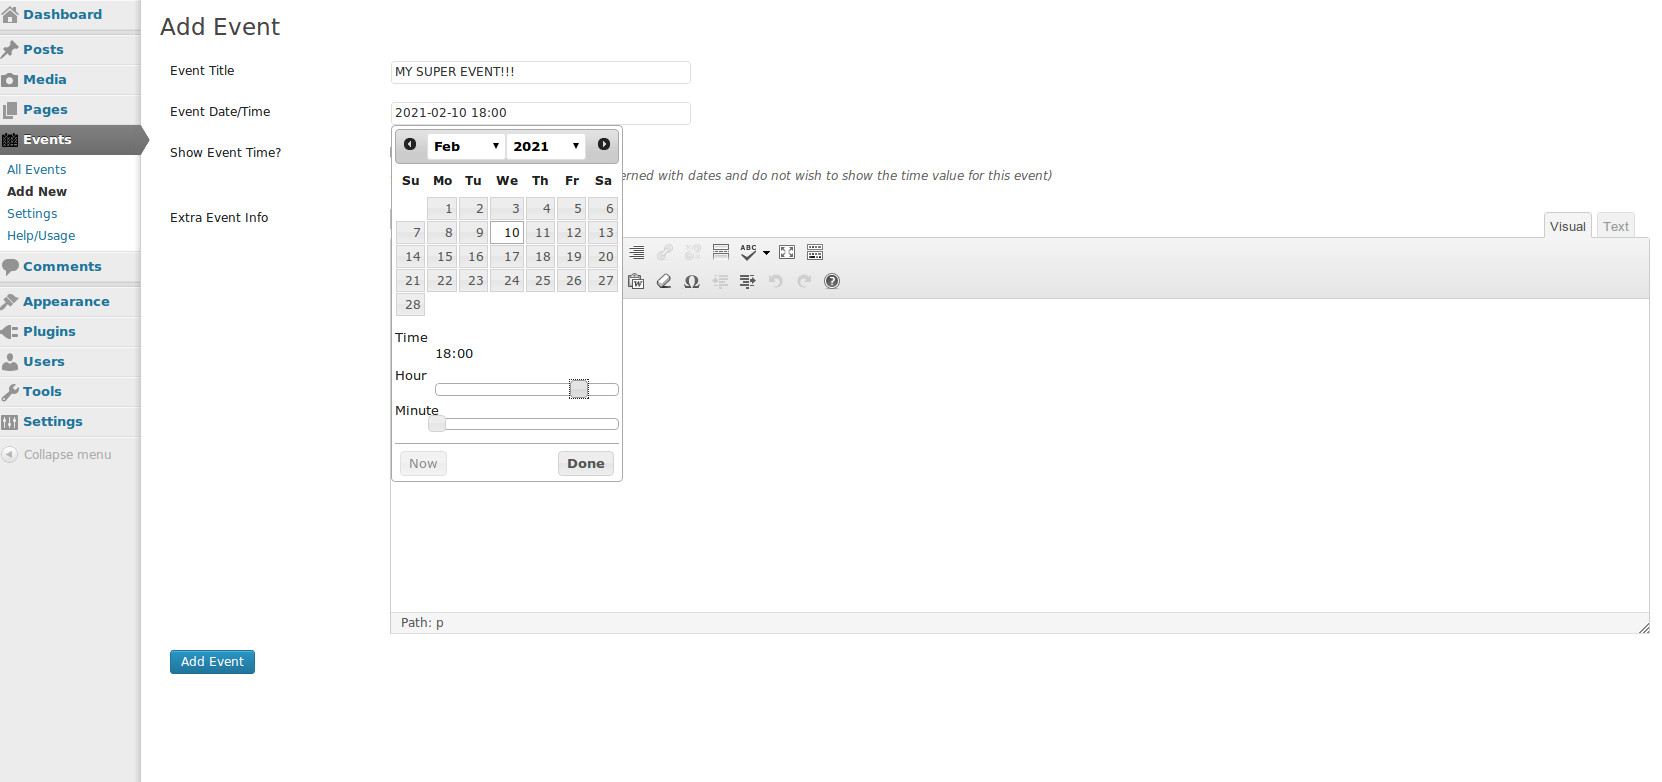 Dashboard
Posts
Media
Pages
Events
All Events
Add New
Settings
Help/Usage
Comments
Appearance
Plugins
Users
Tools
Settings
Collapse menu
Add Event
Event Title
MY SUPER EVENT!!!
Event Date/Time
2021-02-10 18:00
Show Event Time?
erned with dates and do not wish to show the time value for this event)
Extra Event Info
Feb 2021
Su Mo Tu We Th Fr Sa
1 2 3 4 5 6
7 8 9 10 11 12 13
14 15 16 17 18 19 20
21 22 23 24 25 26 27
28
Time
18:00
Hour
Minute
Now Done
Visual Text
ABC
W Ω ?
Path: p
Add Event